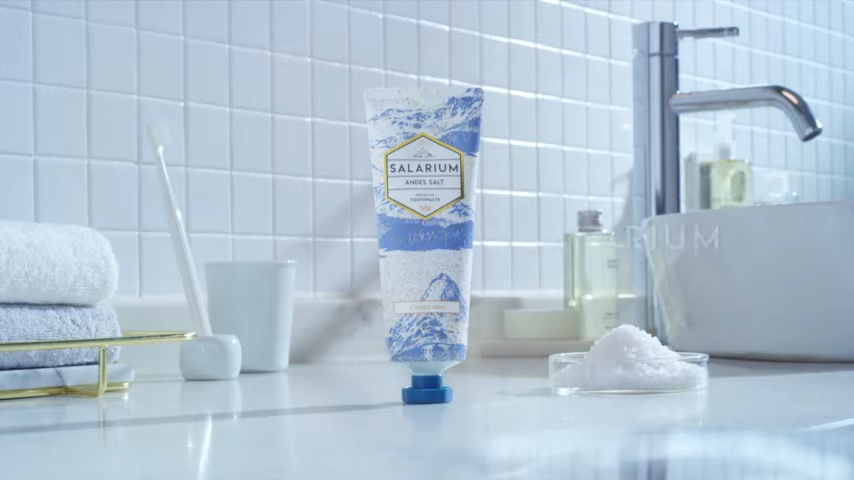 SALARIUM
ANDES SALT
PREMIUM
TOOTHPASTE
RIUM